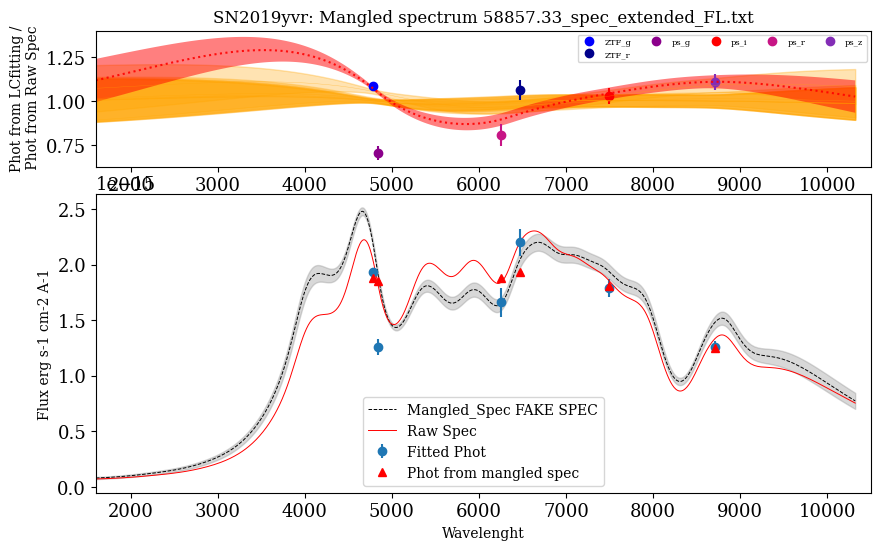 SN2019yvr: Mangled spectrum 58857.33_spec_extended_FL.txt
Phot from LCfitting /
Phot from Raw Spec
1.25
1.00
0.75
ZTF_g ps_g ps_i ps_r ps_z
ZTF_r
2000 3000 4000 5000 6000 7000 8000 9000 10000
Flux erg s-1 cm-2 A-1
2.5
2.0
1.5
1.0
0.5
0.0
Mangled_Spec FAKE SPEC
Raw Spec
Fitted Phot
Phot from mangled spec
2000 3000 4000 5000 6000 7000 8000 9000 10000
Wavelenght